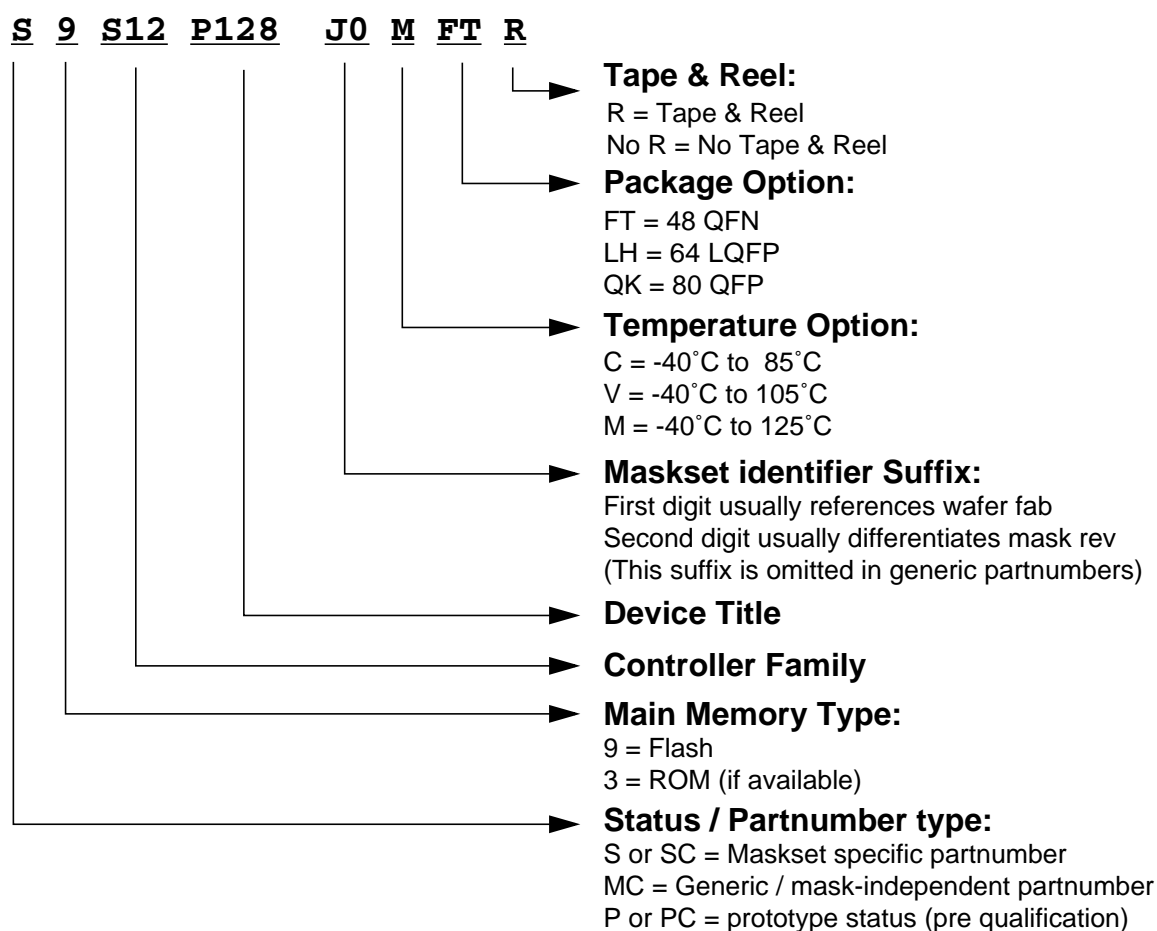 S 9 S12 P128 J0 M FT R
Tape & Reel:
R = Tape & Reel
No R = No Tape & Reel
Package Option:
FT = 48 QFN
LH = 64 LQFP
QK = 80 QFP
Temperature Option:
C = -40˚C to 85˚C
V = -40˚C to 105˚C
M = -40˚C to 125˚C
Maskset identifier Suffix:
First digit usually references wafer fab
Second digit usually differentiates mask rev
(This suffix is omitted in generic partnumbers)
Device Title
Controller Family
Main Memory Type:
9 = Flash
3 = ROM (if available)
Status / Partnumber type:
S or SC = Maskset specific partnumber
MC = Generic / mask-independent partnumber
P or PC = prototype status (pre qualification)